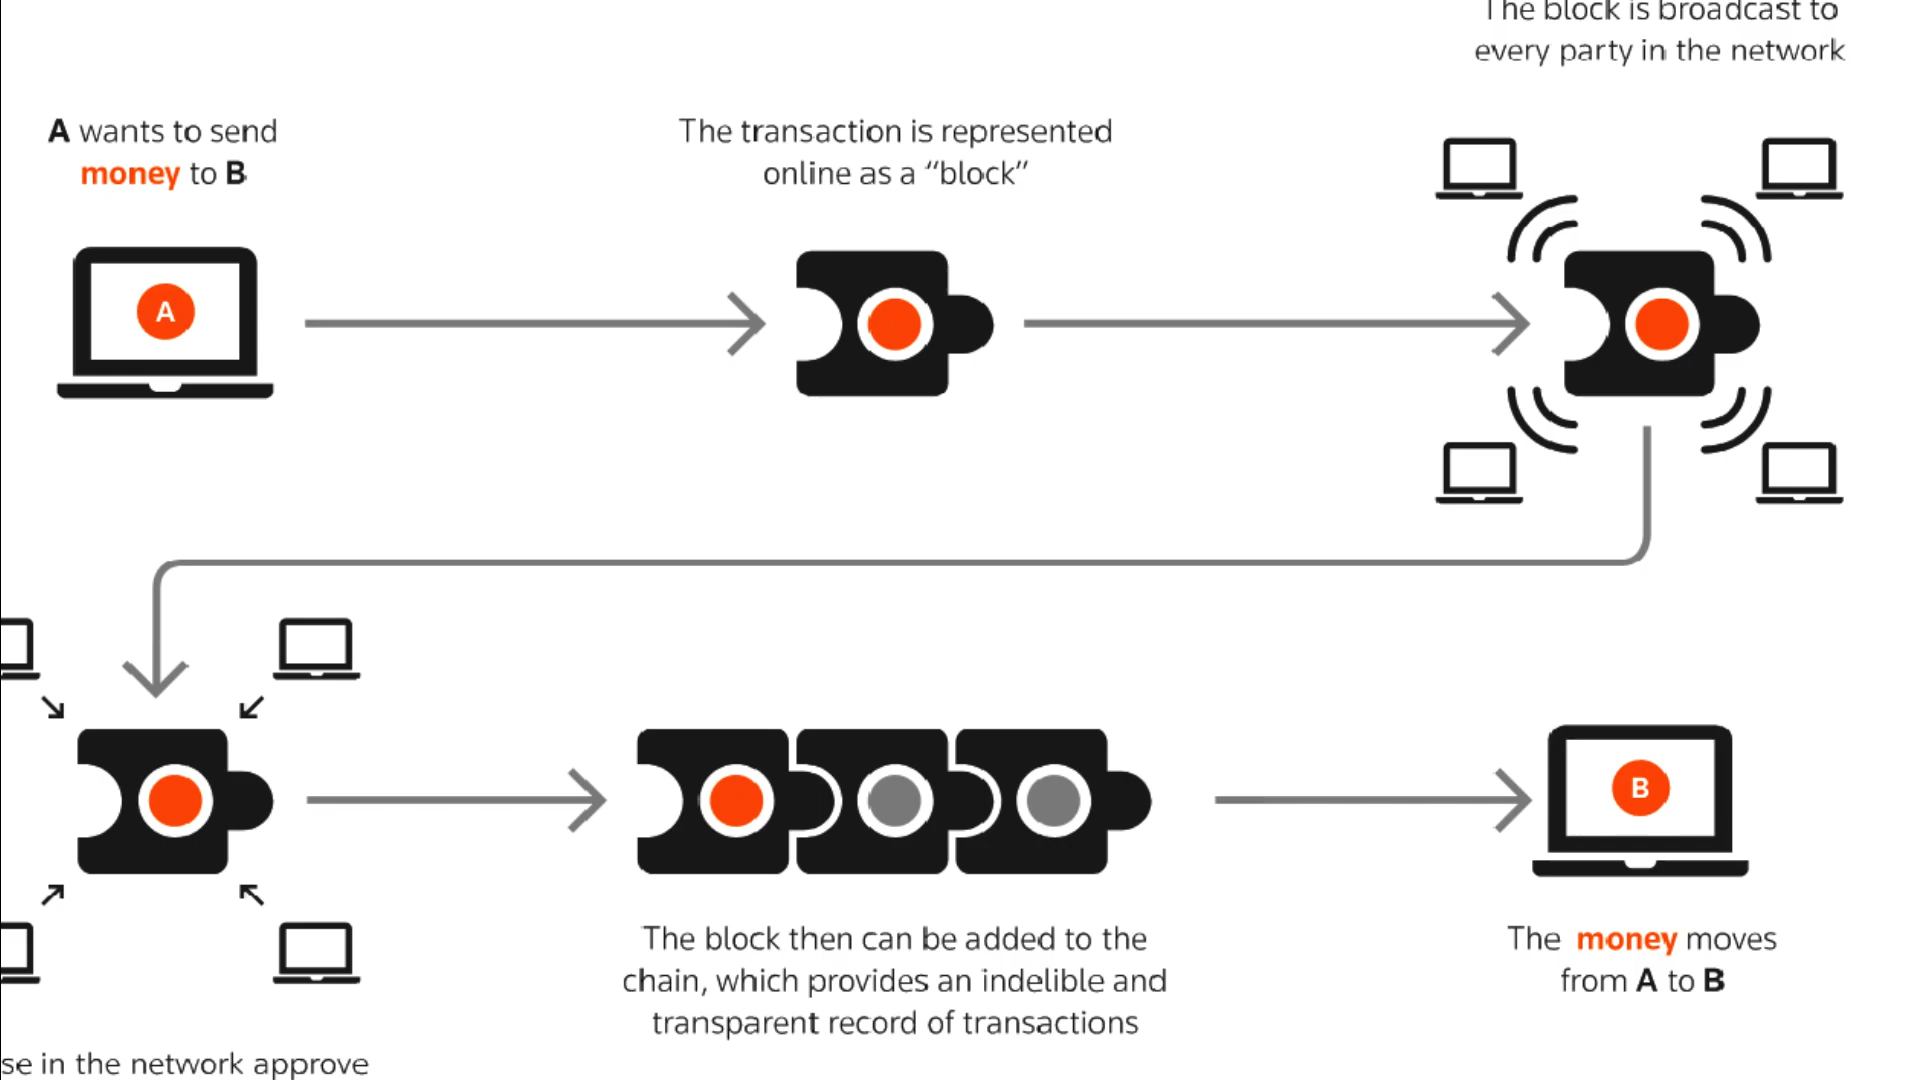 The block is broadcast to
every party in the network
A wants to send
money to B
The transaction is represented
online as a “block”
A
B
The block then can be added to the
chain, which provides an indelible and
transparent record of transactions
The money moves
from A to B
se in the network approve